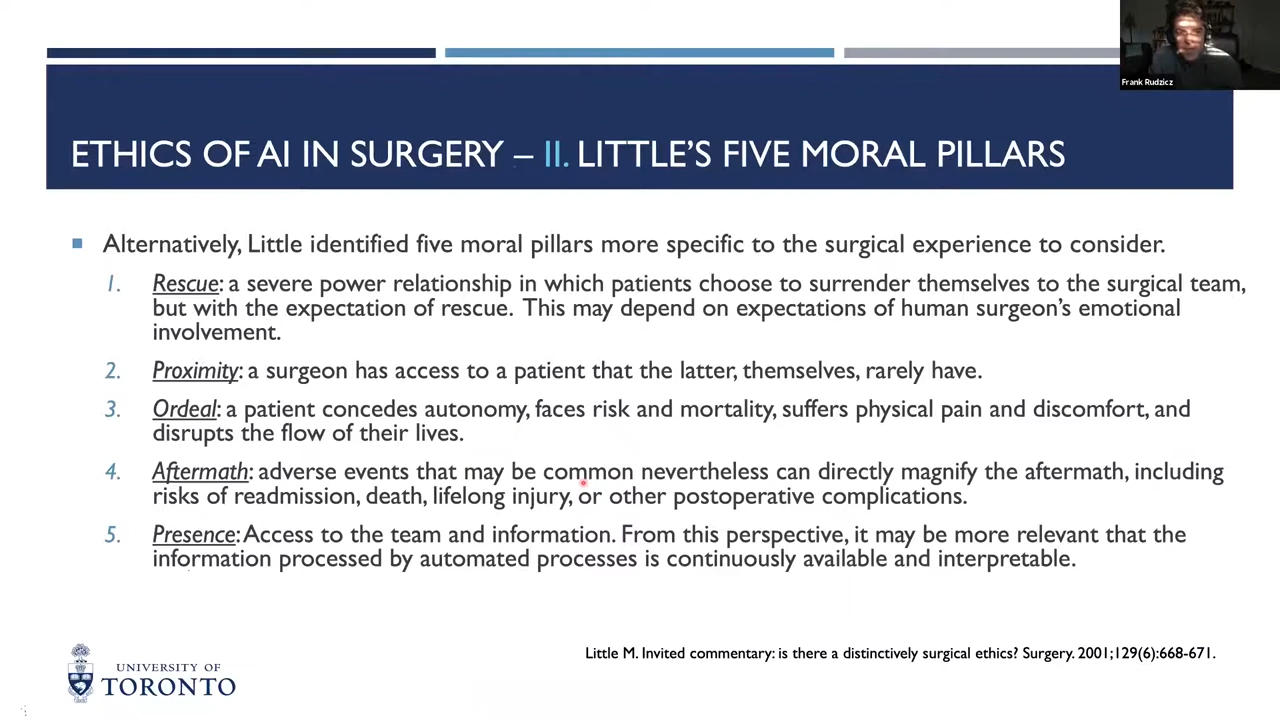 Frank Rudzicz
ETHICS OF AI IN SURGERY – II. LITTLE'S FIVE MORAL PILLARS
Alternatively, Little identified five moral pillars more specific to the surgical experience to consider.
1. Rescue: a severe power relationship in which patients choose to surrender themselves to the surgical team,
but with the expectation of rescue. This may depend on expectations of human surgeon's emotional
involvement.
2. Proximity: a surgeon has access to a patient that the latter, themselves, rarely have.
3. Ordeal: a patient concedes autonomy, faces risk and mortality, suffers physical pain and discomfort, and
disrupts the flow of their lives.
4. Aftermath: adverse events that may be common nevertheless can directly magnify the aftermath, including
risks of readmission, death, lifelong injury, or other postoperative complications.
5. Presence: Access to the team and information. From this perspective, it may be more relevant that the
information processed by automated processes is continuously available and interpretable.
Little M. Invited commentary: is there a distinctively surgical ethics? Surgery. 2001;129(6):668-671.
UNIVERSITY OF
TORONTO